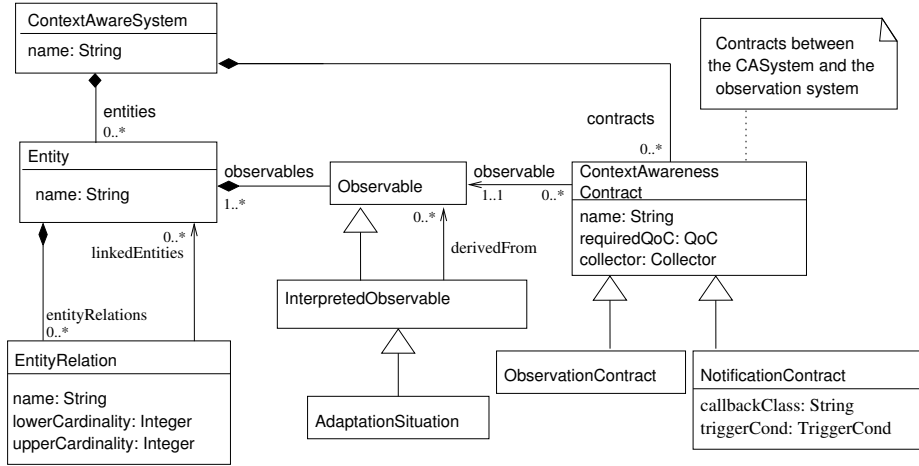 ContextAwareSystem
name: String
Contracts between
the CASystem and the
observation system
entities
0..*
contracts
0..*
Entity
name: String
observables
1..*
Observable
0..*
observable
1..1
0..*
ContextAwareness
Contract
name: String
requiredQoC: QoC
collector: Collector
0..*
linkedEntities
derivedFrom
InterpretedObservable
entityRelations
0..*
EntityRelation
name: String
lowerCardinality: Integer
upperCardinality: Integer
AdaptationSituation
ObservationContract
NotificationContract
callbackClass: String
triggerCond: TriggerCond